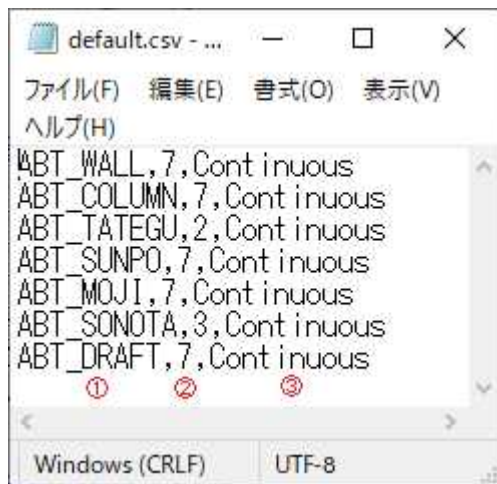 default.csv - ...
ファイル(F) 編集(E) 書式(O) 表示(V)
ヘルプ(H)
ABT_WALL,7,Continuous
ABT_COLUMN,7,Continuous
ABT_TATEGU,2,Continuous
ABT_SUNPO,7,Continuous
ABT_MOJI,7,Continuous
ABT_SONOTA,3,Continuous
ABT_DRAFT,7,Continuous
① ② ③
Windows (CRLF) UTF-8